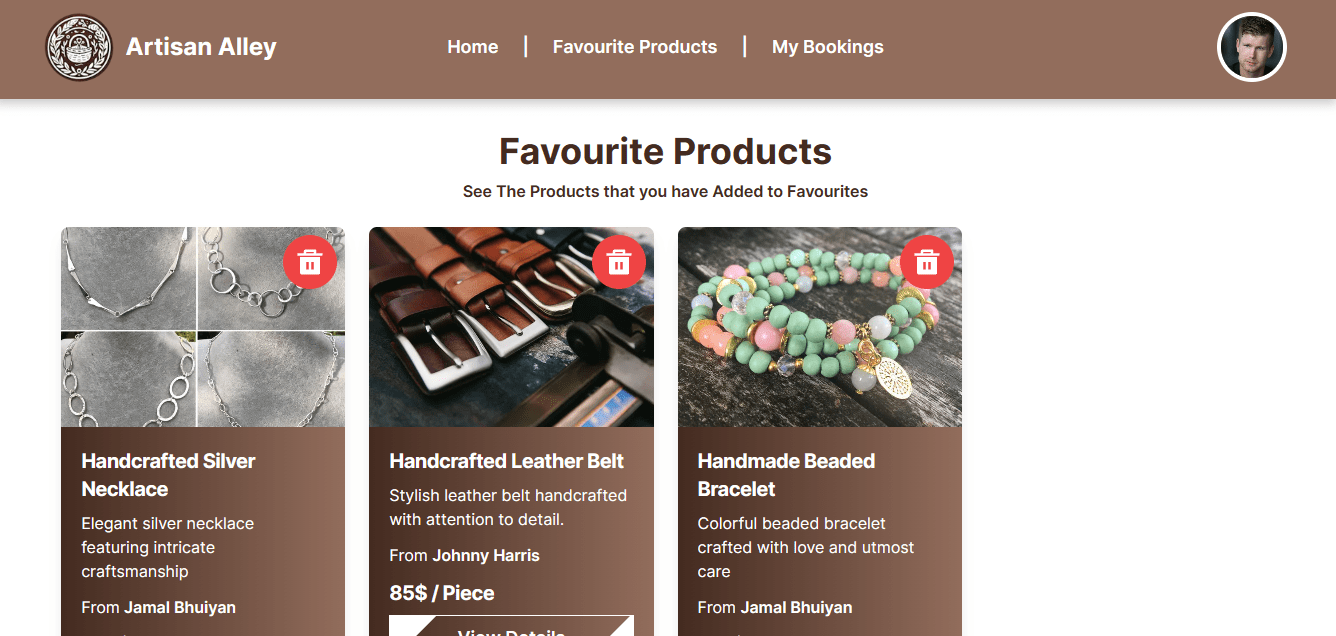 Artisan Alley
Home | Favourite Products | My Bookings
Favourite Products
See The Products that you have Added to Favourites
Handcrafted Silver
Necklace
Elegant silver necklace
featuring intricate
craftsmanship
From Jamal Bhuiyan
Handcrafted Leather Belt
Stylish leather belt handcrafted
with attention to detail.
From Johnny Harris
85$ / Piece
View Details
Handmade Beaded
Bracelet
Colorful beaded bracelet
crafted with love and utmost
care
From Jamal Bhuiyan